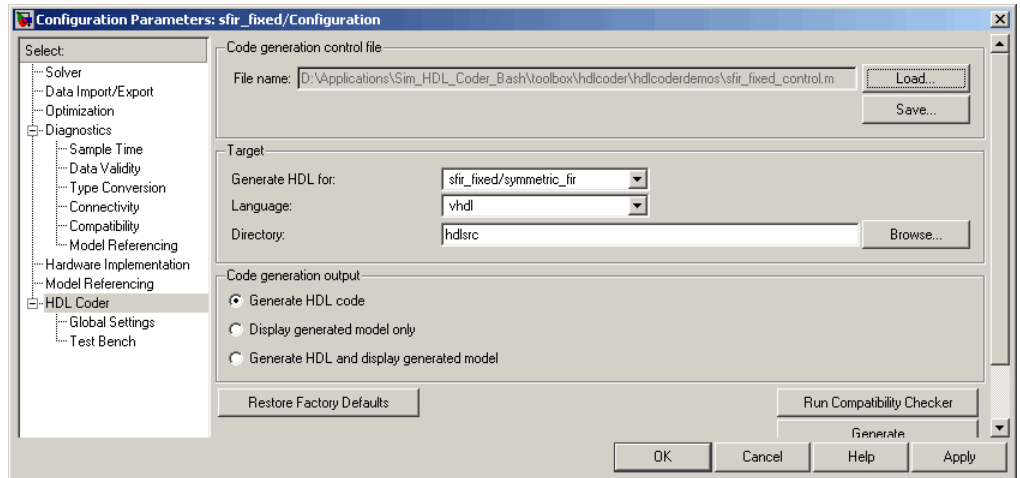 Configuration Parameters: sfir_fixed/Configuration
Select:
Solver
Data Import/Export
Optimization
Diagnostics
Sample Time
Data Validity
Type Conversion
Connectivity
Compatibility
Model Referencing
Hardware Implementation
Model Referencing
HDL Coder
Global Settings
Test Bench
Code generation control file
File name: D:\Applications\Sim_HDL_Coder_Bash\toolbox\hdlcoder\hdlcoderdemos\sfir_fixed_control.m Load...
Save...
Target
Generate HDL for: sfir_fixed/symmetric_fir
Language: vhdl
Directory: hdlsrc Browse...
Code generation output
Generate HDL code
Display generated model only
Generate HDL and display generated model
Restore Factory Defaults Run Compatibility Checker
Generate
OK Cancel Help Apply